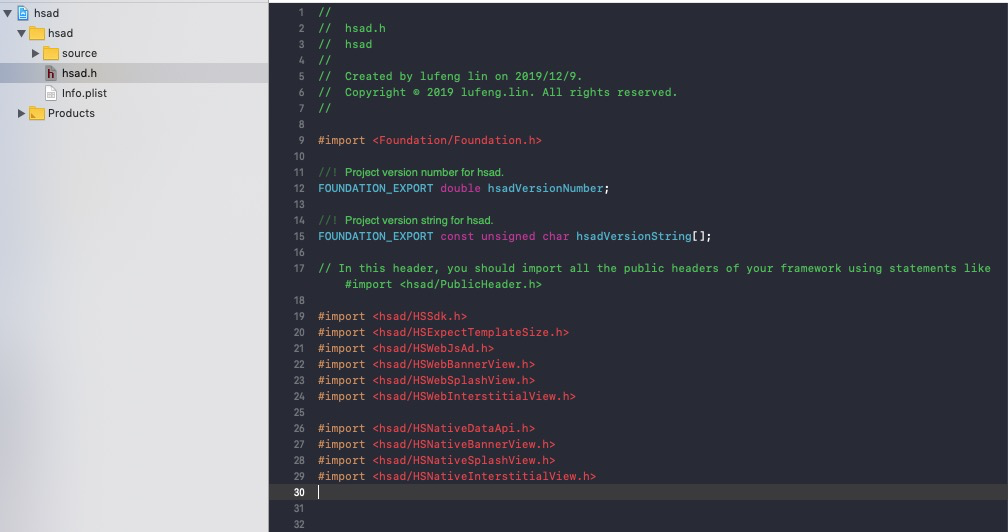 hsad
hsad
source
hsad.h
Info.plist
Products
1 //
2 //  hsad.h
3 //  hsad
4 //
5 //  Created by lufeng lin on 2019/12/9.
6 //  Copyright © 2019 lufeng.lin. All rights reserved.
7 //
8
9 #import <Foundation/Foundation.h>
10
11 //! Project version number for hsad.
12 FOUNDATION_EXPORT double hsadVersionNumber;
13
14 //! Project version string for hsad.
15 FOUNDATION_EXPORT const unsigned char hsadVersionString[];
16
17 // In this header, you should import all the public headers of your framework using statements like
#import <hsad/PublicHeader.h>
18
19 #import <hsad/HSSdk.h>
20 #import <hsad/HSExpectTemplateSize.h>
21 #import <hsad/HSWebJsAd.h>
22 #import <hsad/HSWebBannerView.h>
23 #import <hsad/HSWebSplashView.h>
24 #import <hsad/HSWebInterstitialView.h>
25
26 #import <hsad/HSNativeDataApi.h>
27 #import <hsad/HSNativeBannerView.h>
28 #import <hsad/HSNativeSplashView.h>
29 #import <hsad/HSNativeInterstitialView.h>
30
31
32